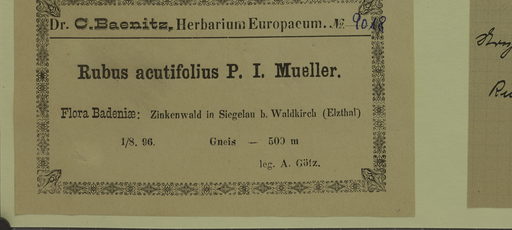 Dr. C. Baenitz, Herbarium Europaeum. № 9018
Rubus acutifolius P. I. Mueller.
Flora Badeniæ: Zinkenwald in Siegelau b. Waldkirch (Elzthal)
1/8. 96. Gneis — 500 m
leg. A. Götz.